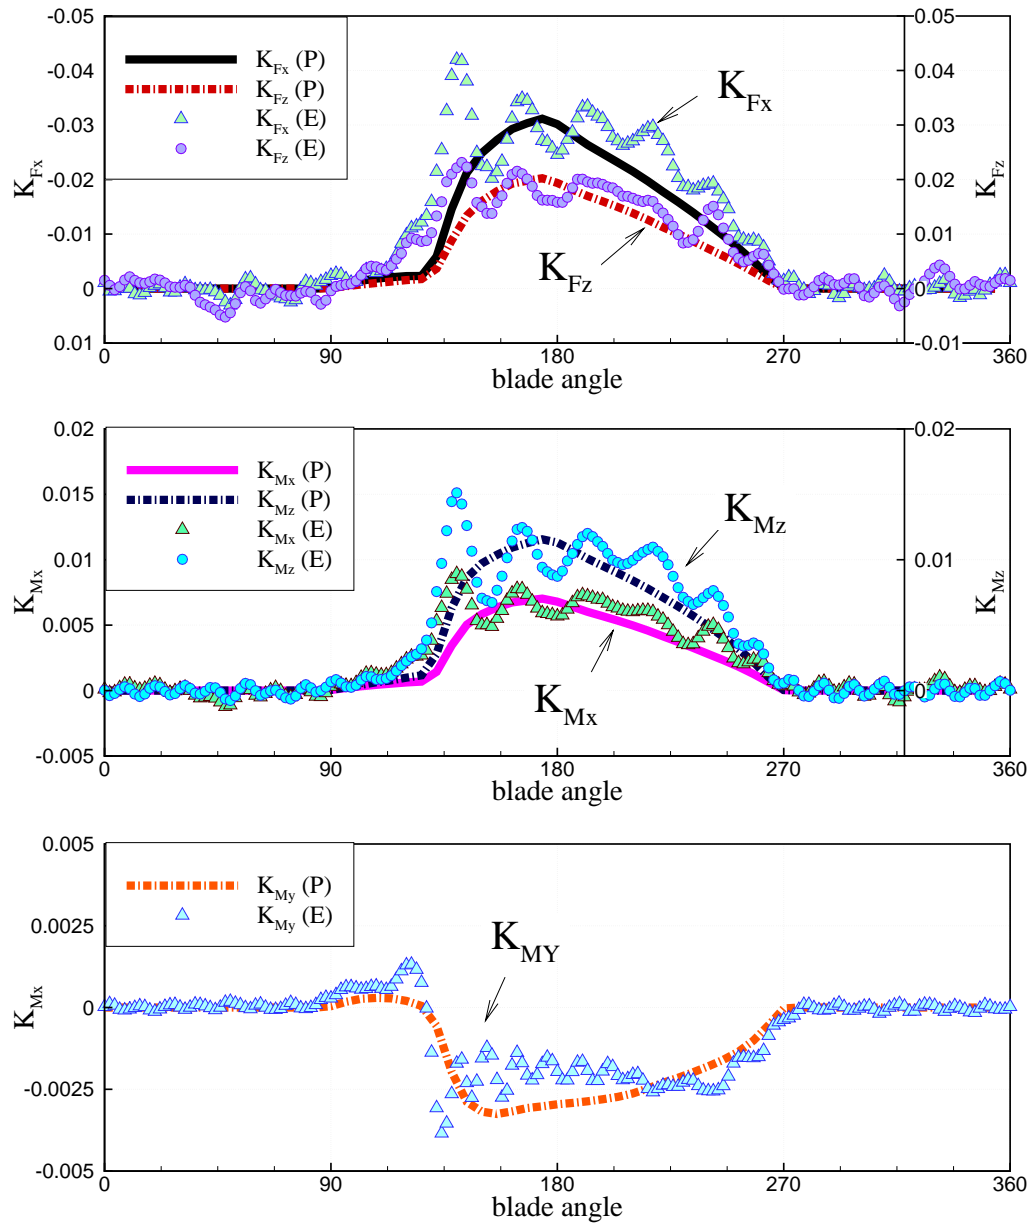 -0.05
0.05
K_Fx (P)
K_Fz (P)
K_Fx (E)
K_Fz (E)
-0.04
0.04
K_Fx
-0.03
0.03
K_Fx
K_Fz
-0.02
0.02
-0.01
0.01
K_Fz
0
0
0.01
-0.01
0
90
180
270
360
blade angle
0.02
0.02
K_Mx (P)
K_Mz (P)
K_Mx (E)
K_Mz (E)
0.015
K_Mz
0.01
0.01
K_Mx
K_Mz
0.005
K_Mx
0
0
-0.005
0
90
180
270
360
blade angle
0.005
K_My (P)
K_My (E)
0.0025
K_MY
K_Mx
0
-0.0025
-0.005
0
90
180
270
360
blade angle